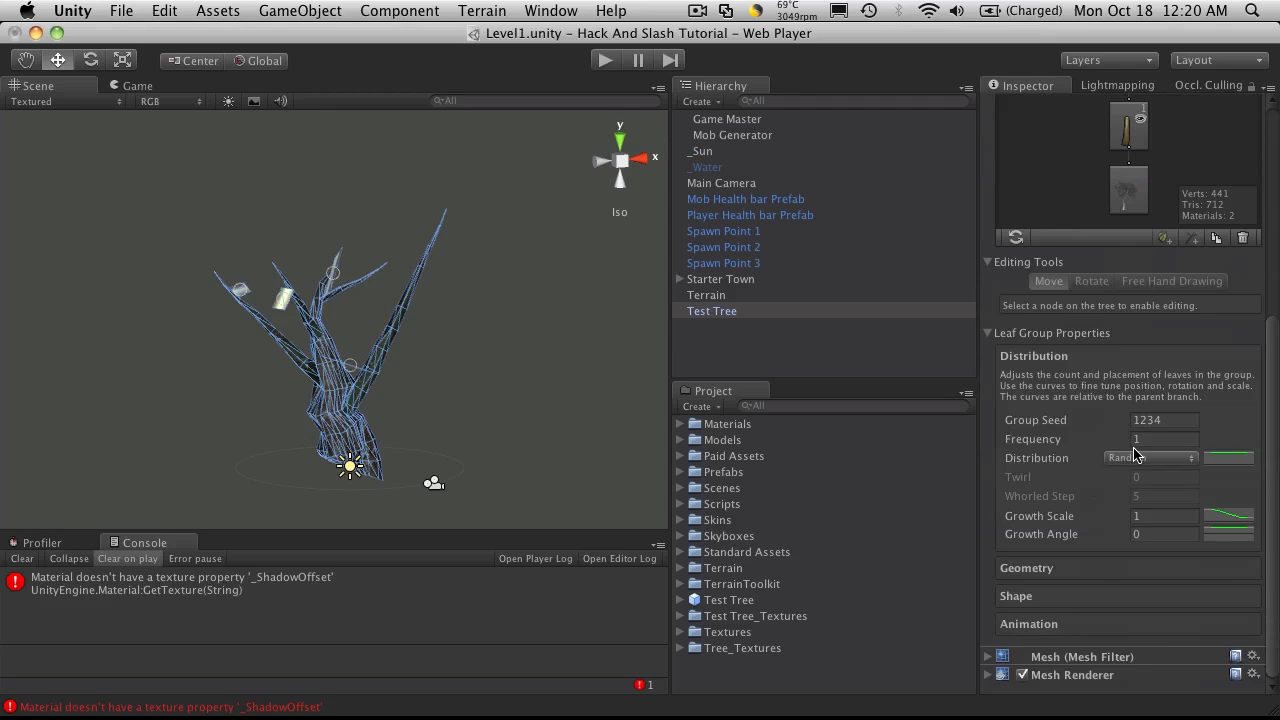 Unity File Edit Assets GameObject Component Terrain Window Help 69°C 3049rpm (Charged) Mon Oct 18 12:20 AM
Level1.unity - Hack And Slash Tutorial - Web Player
Center Global Layers Layout
Scene Game
Textured RGB All
y
x
Iso
Hierarchy
Create All
Game Master
Mob Generator
_Sun
_Water
Main Camera
Mob Health bar Prefab
Player Health bar Prefab
Spawn Point 1
Spawn Point 2
Spawn Point 3
Starter Town
Terrain
Test Tree
Project
Create All
Materials
Models
Paid Assets
Prefabs
Scenes
Scripts
Skins
Skyboxes
Standard Assets
Terrain
TerrainToolkit
Test Tree
Test Tree_Textures
Textures
Tree_Textures
Profiler Console
Clear Collapse Clear on play Error pause Open Player Log Open Editor Log
Material doesn't have a texture property '_ShadowOffset'
UnityEngine.Material:GetTexture(String)
1
Material doesn't have a texture property '_ShadowOffset'
Inspector Lightmapping Occl. Culling
1
Verts: 441
Tris: 712
Materials: 2
Editing Tools
Move Rotate Free Hand Drawing
Select a node on the tree to enable editing.
Leaf Group Properties
Distribution
Adjusts the count and placement of leaves in the group.
Use the curves to fine tune position, rotation and scale.
The curves are relative to the parent branch.
Group Seed 1234
Frequency 1
Distribution
Twirl 0
Whorled Step 5
Growth Scale 1
Growth Angle 0
Geometry
Shape
Animation
Mesh (Mesh Filter)
Mesh Renderer